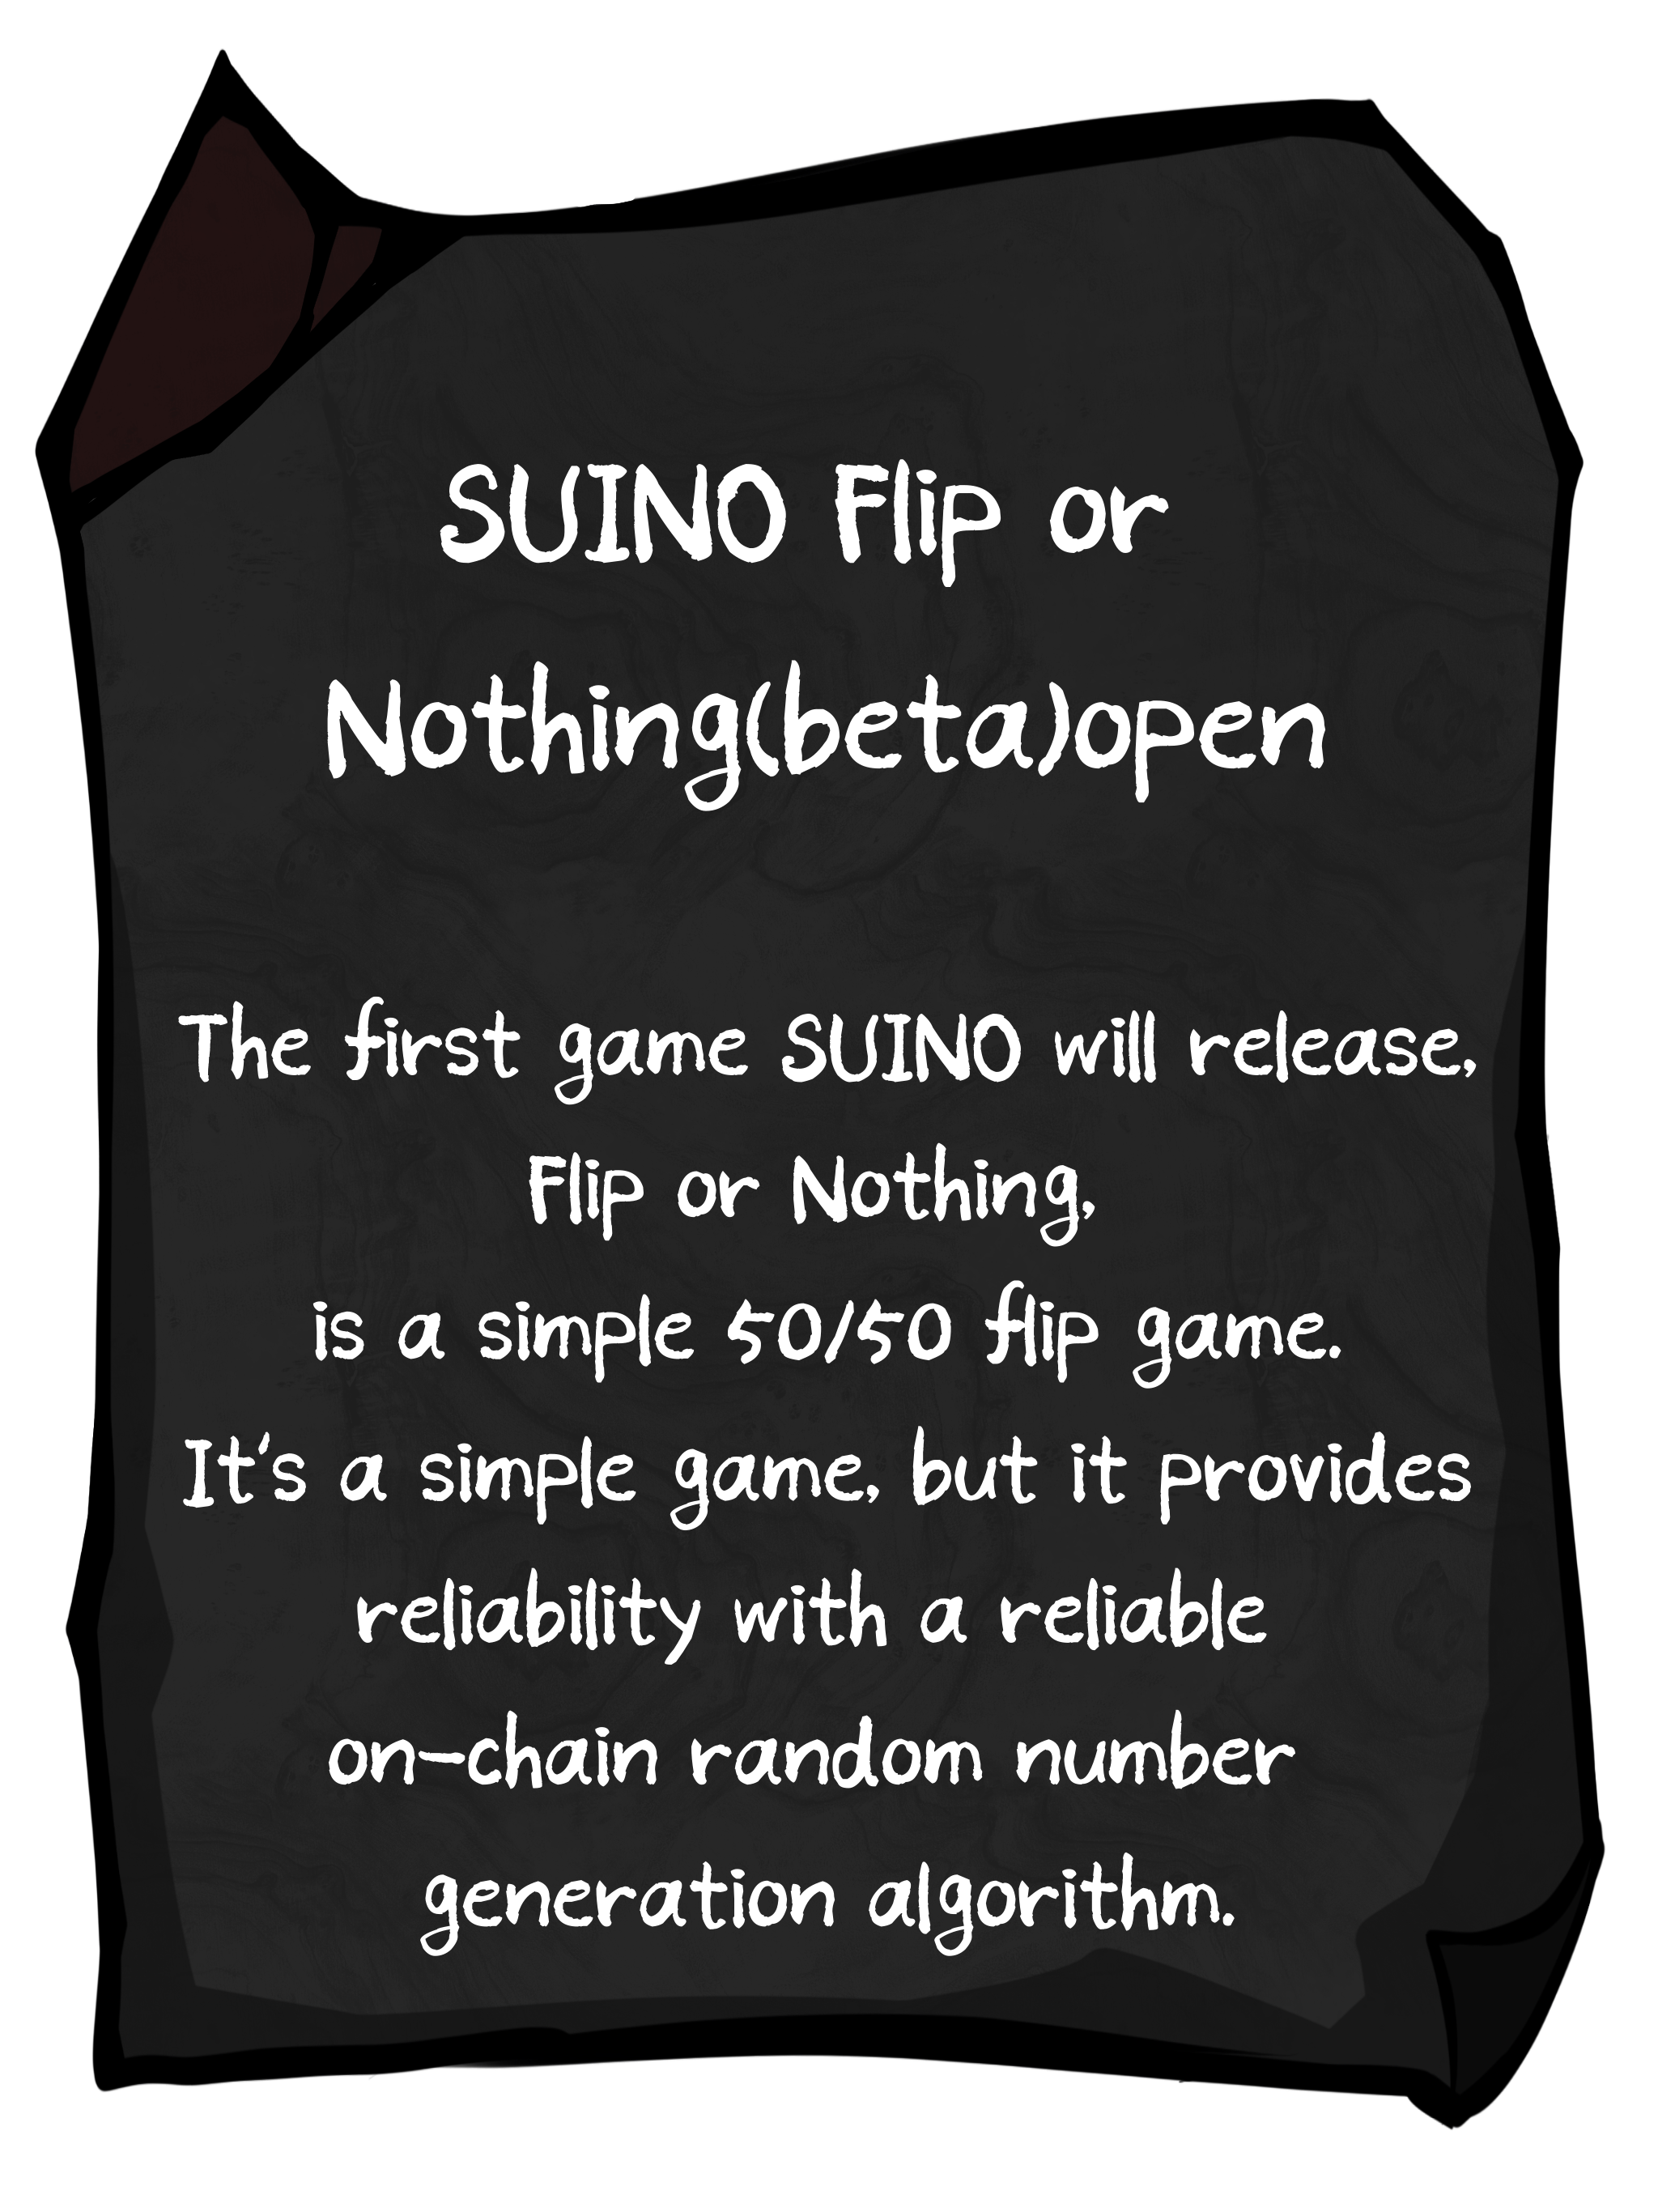 SUINO Flip or
Nothing(beta)open
The first game SUINO will release,
Flip or Nothing,
is a simple 50/50 flip game.
It's a simple game, but it provides
reliability with a reliable
on-chain random number
generation algorithm.